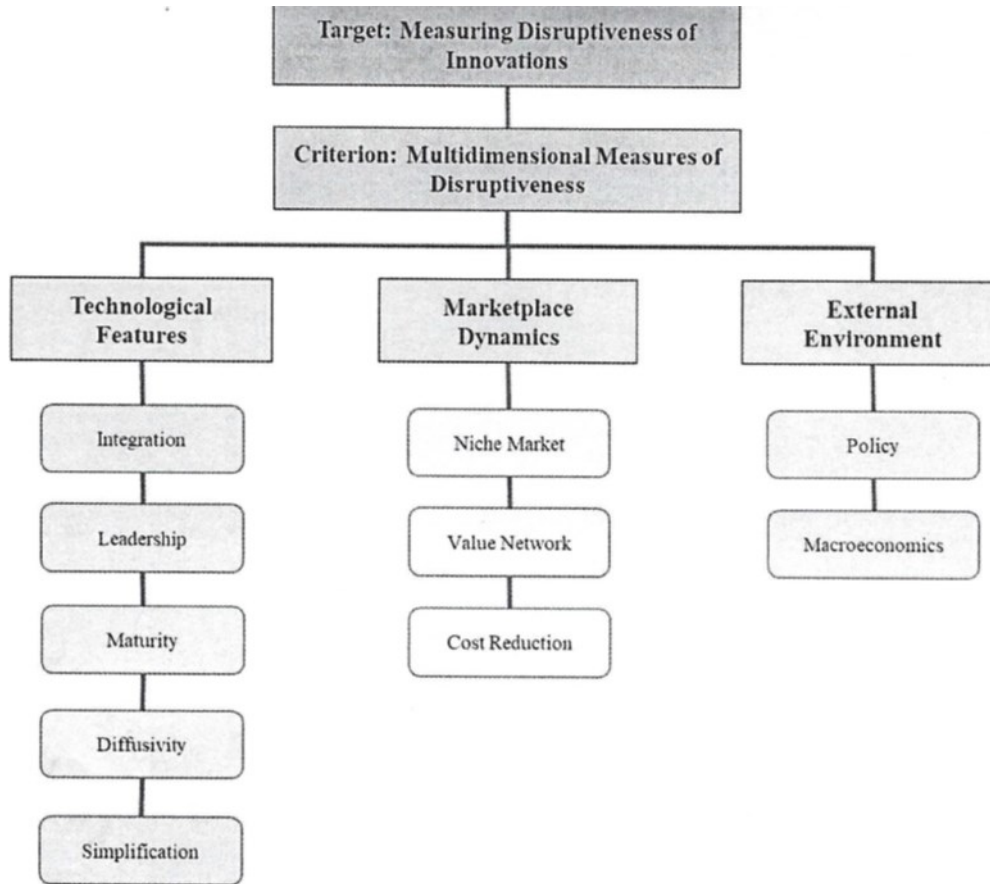 Target: Measuring Disruptiveness of
Innovations
Criterion: Multidimensional Measures of
Disruptiveness
Technological
Features
Marketplace
Dynamics
External
Environment
Integration
Leadership
Maturity
Diffusivity
Simplification
Niche Market
Value Network
Cost Reduction
Policy
Macroeconomics